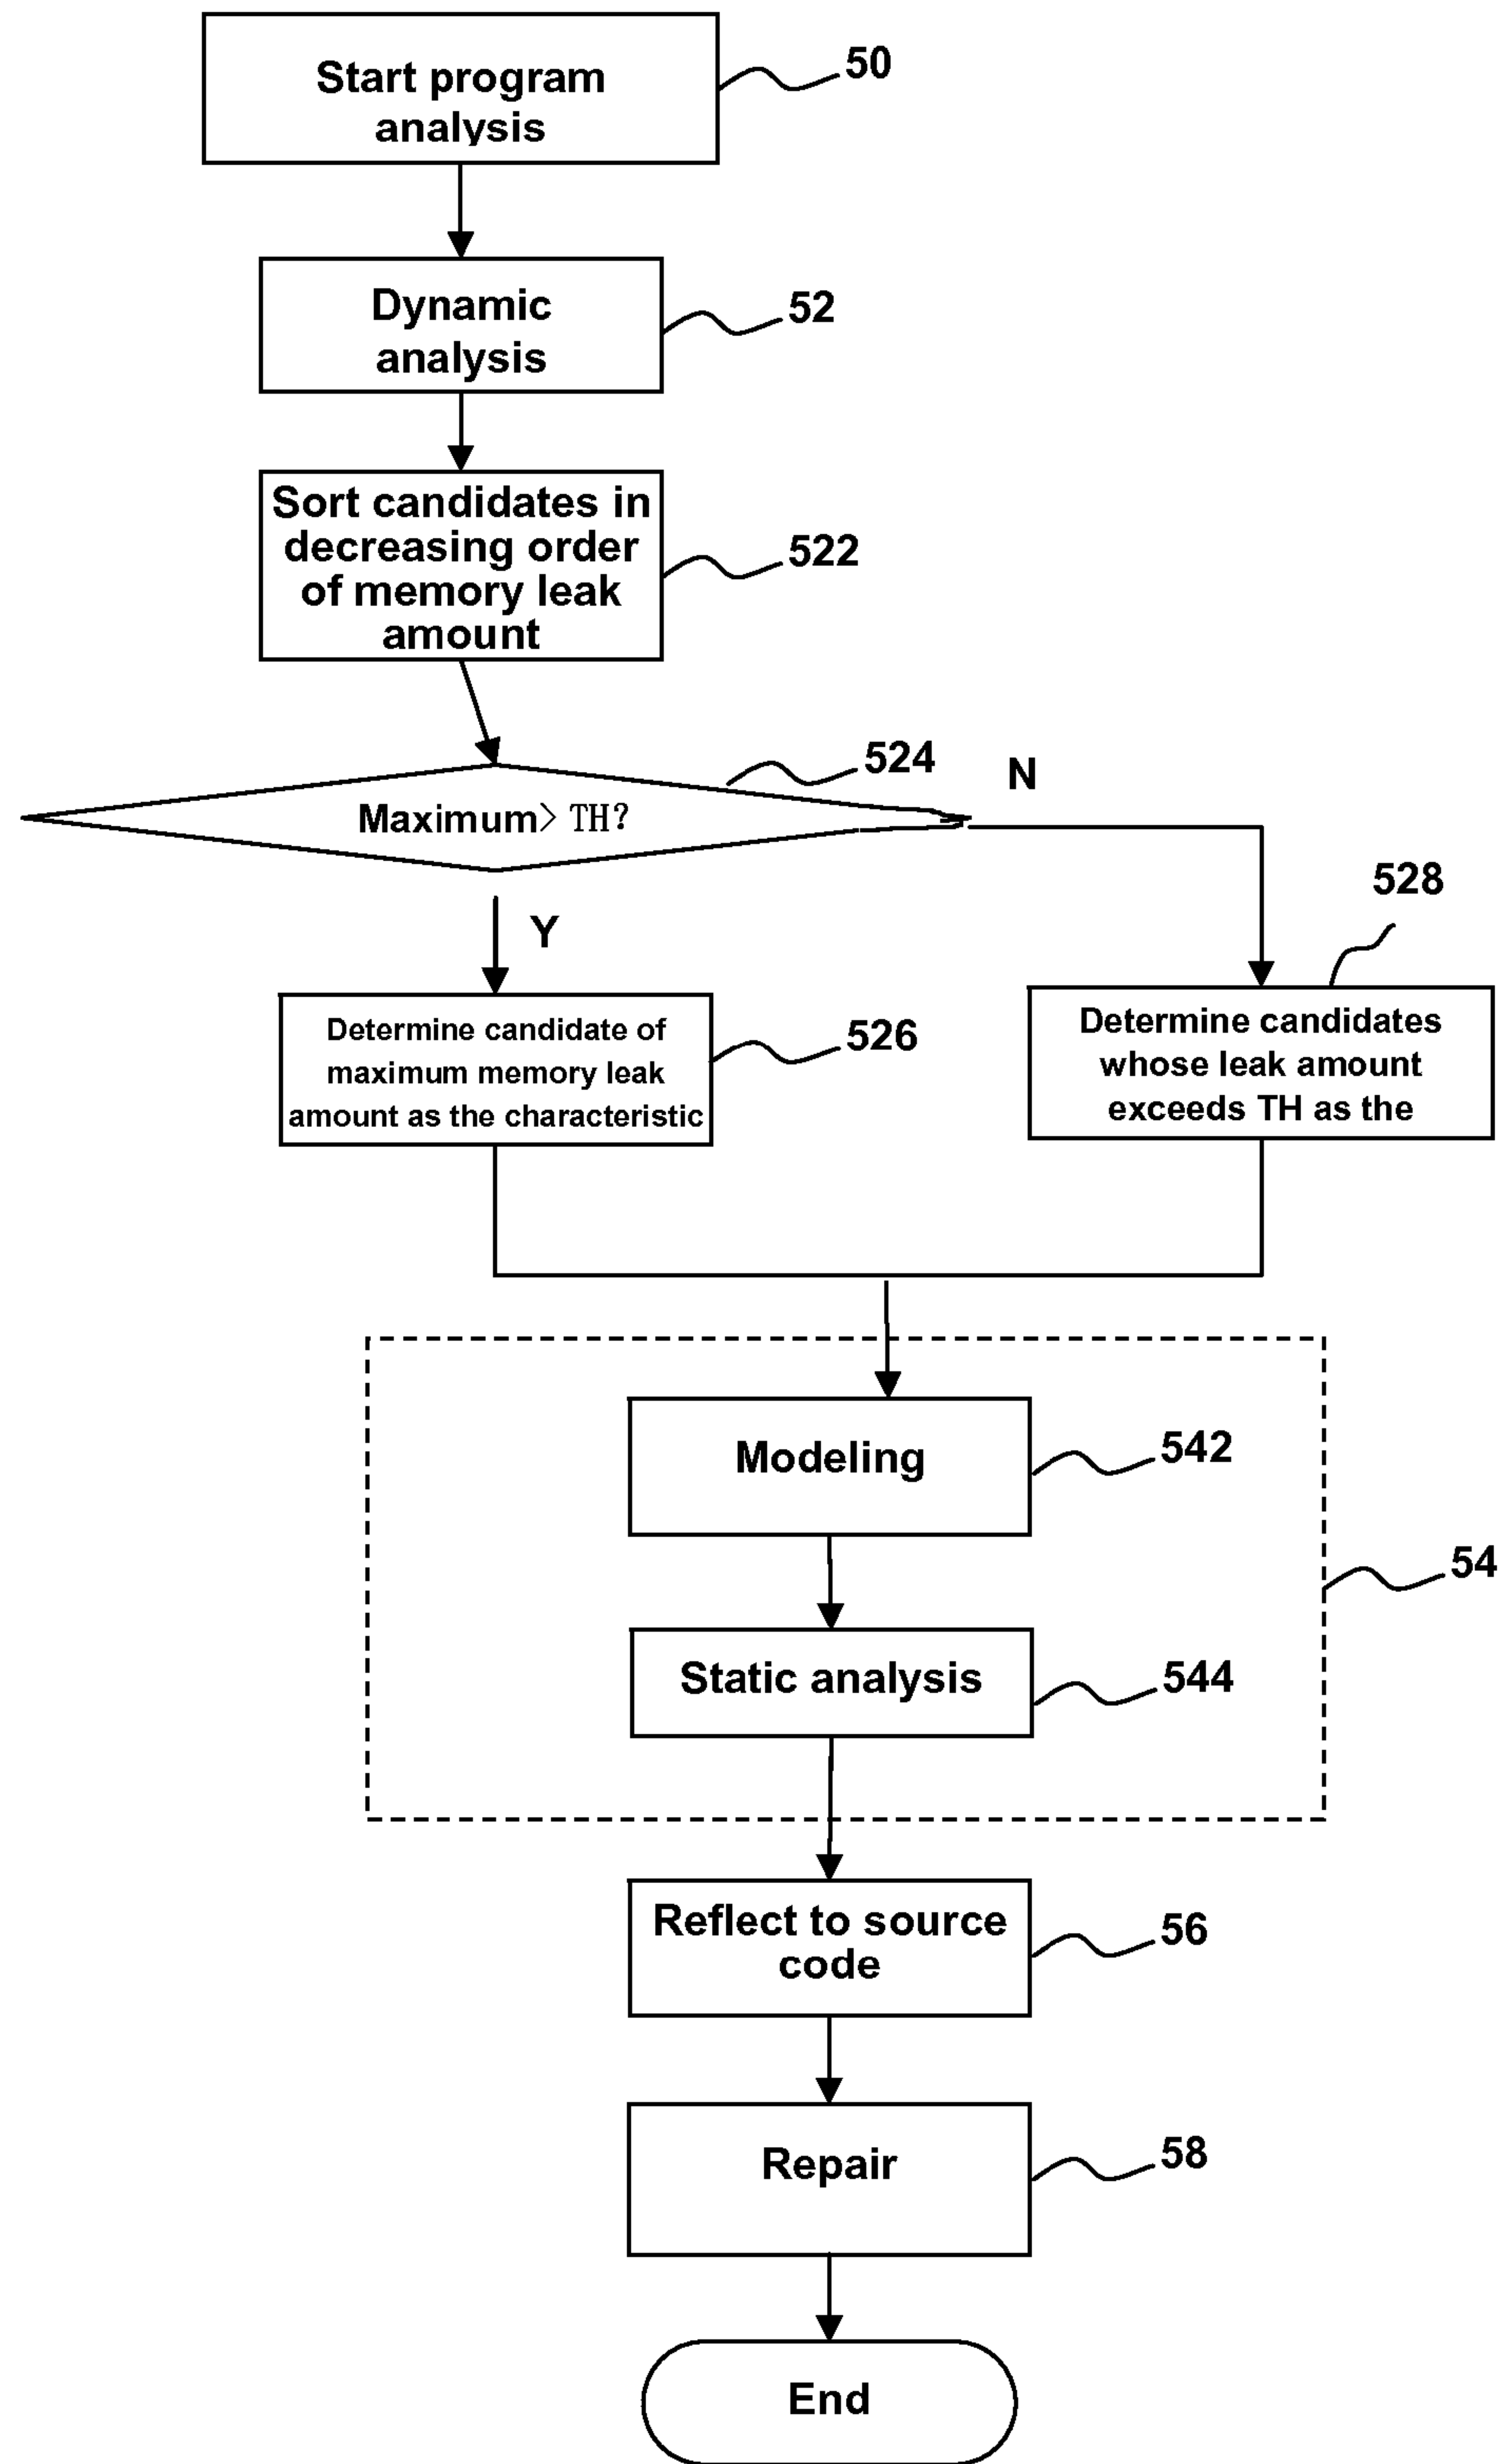 Start program
analysis
50
Dynamic
analysis
52
Sort candidates in
decreasing order
of memory leak
amount
522
524
N
Maximum> TH?
Y
528
Determine candidate of
maximum memory leak
amount as the characteristic
526
Determine candidates
whose leak amount
exceeds TH as the
Modeling
542
54
Static analysis
544
Reflect to source
code
56
Repair
58
End